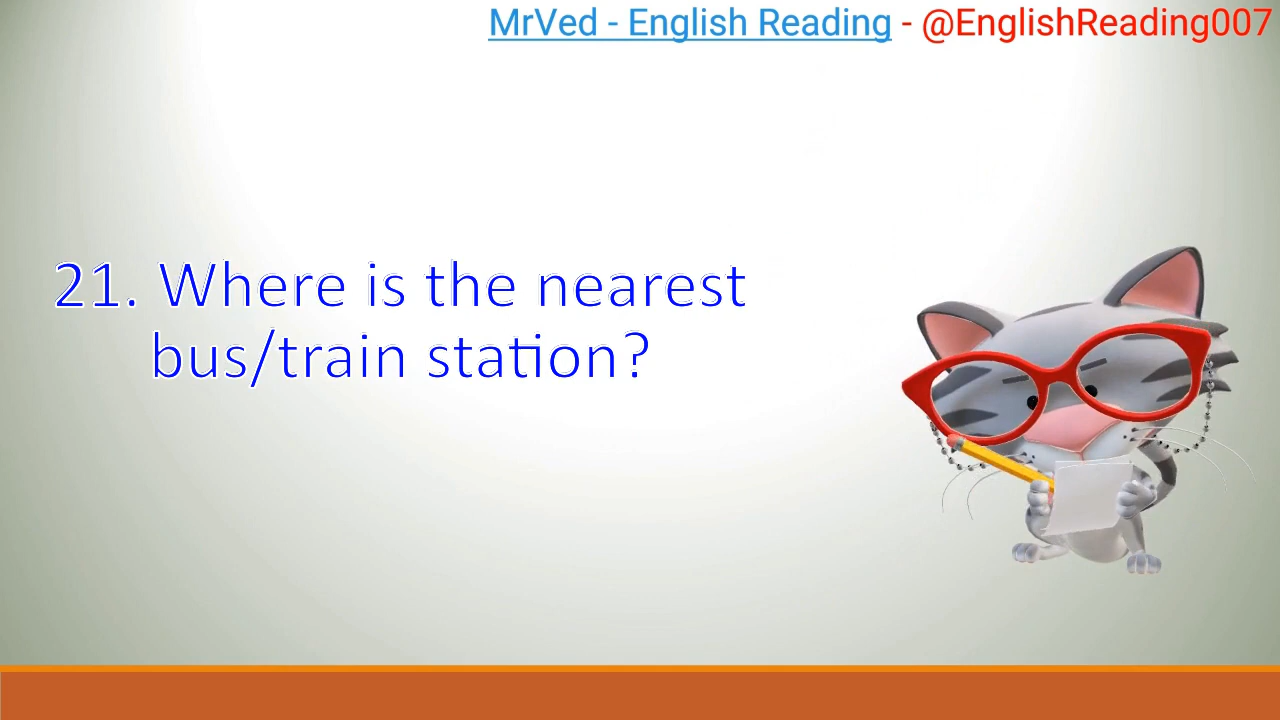 MrVed - English Reading - @EnglishReading007
21. Where is the nearest
bus/train station?